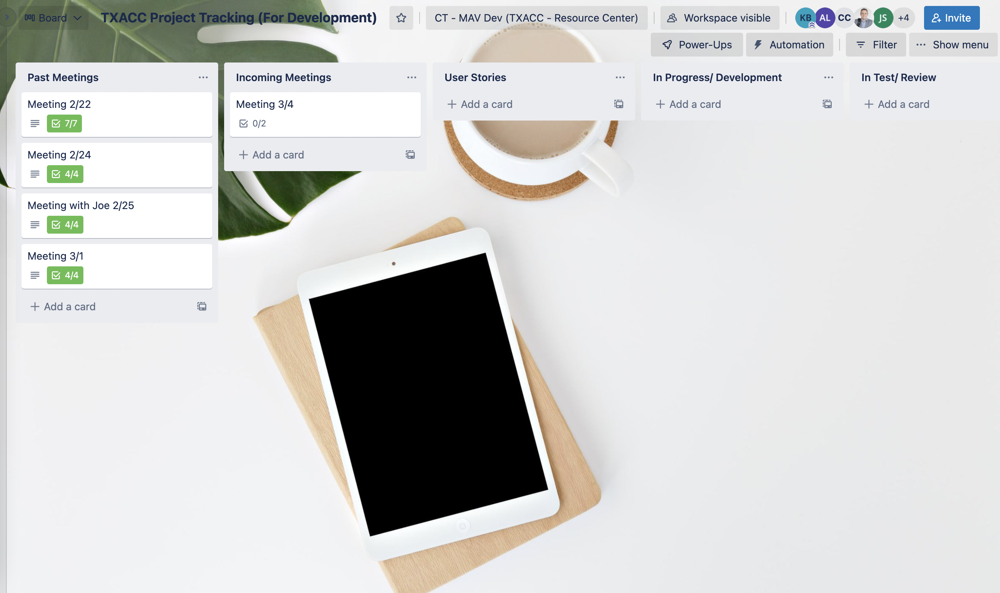 Board
TXACC Project Tracking (For Development)
CT - MAV Dev (TXACC - Resource Center)
Workspace visible
KB
AL
CC
JS
+4
Invite
Power-Ups
Automation
Filter
Show menu
Past Meetings
Meeting 2/22
7/7
Meeting 2/24
4/4
Meeting with Joe 2/25
4/4
Meeting 3/1
4/4
Add a card
Incoming Meetings
Meeting 3/4
0/2
Add a card
User Stories
Add a card
In Progress/ Development
Add a card
In Test/ Review
Add a card